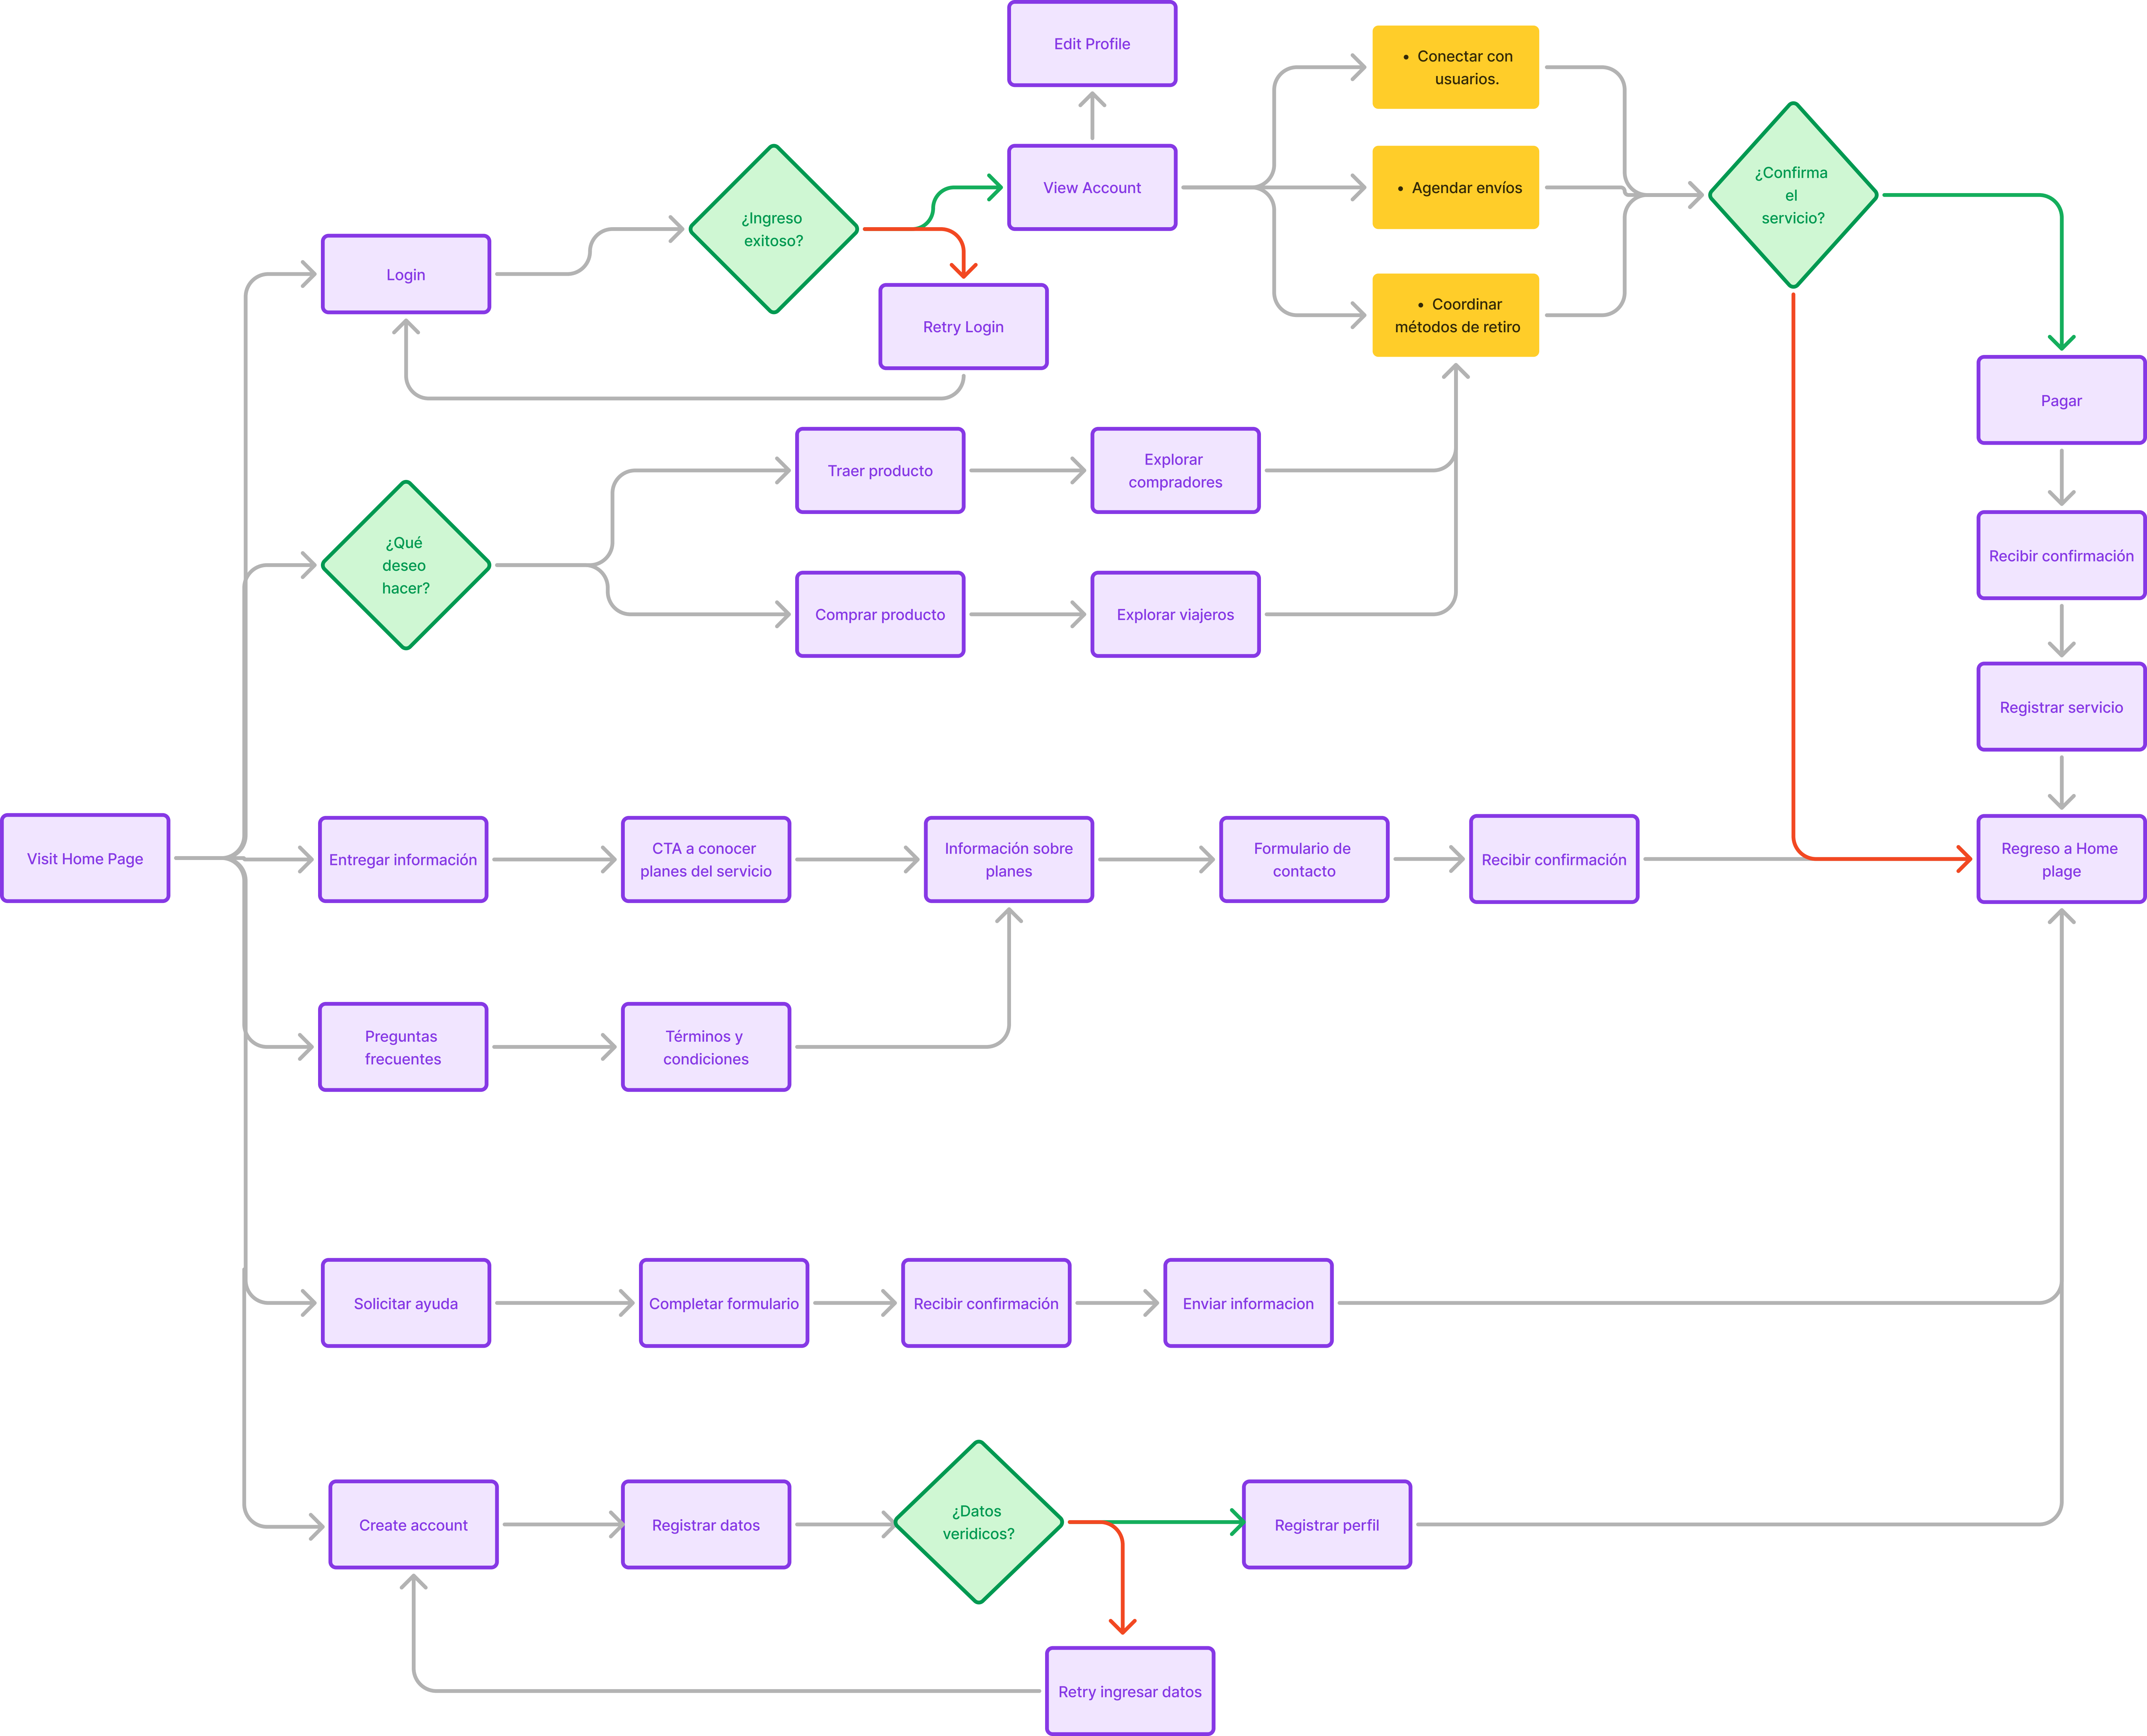 Edit Profile
• Conectar con
usuarios.
¿Confirma
el
servicio?
View Account
• Agendar envíos
¿Ingreso
exitoso?
Login
Retry Login
• Coordinar
métodos de retiro
Pagar
Traer producto
Explorar
compradores
¿Qué
deseo
hacer?
Recibir confirmación
Comprar producto
Explorar viajeros
Registrar servicio
Visit Home Page
Entregar información
CTA a conocer
planes del servicio
Información sobre
planes
Formulario de
contacto
Recibir confirmación
Regreso a Home
plage
Preguntas
frecuentes
Términos y
condiciones
Solicitar ayuda
Completar formulario
Recibir confirmación
Enviar informacion
Create account
Registrar datos
¿Datos
veridicos?
Registrar perfil
Retry ingresar datos